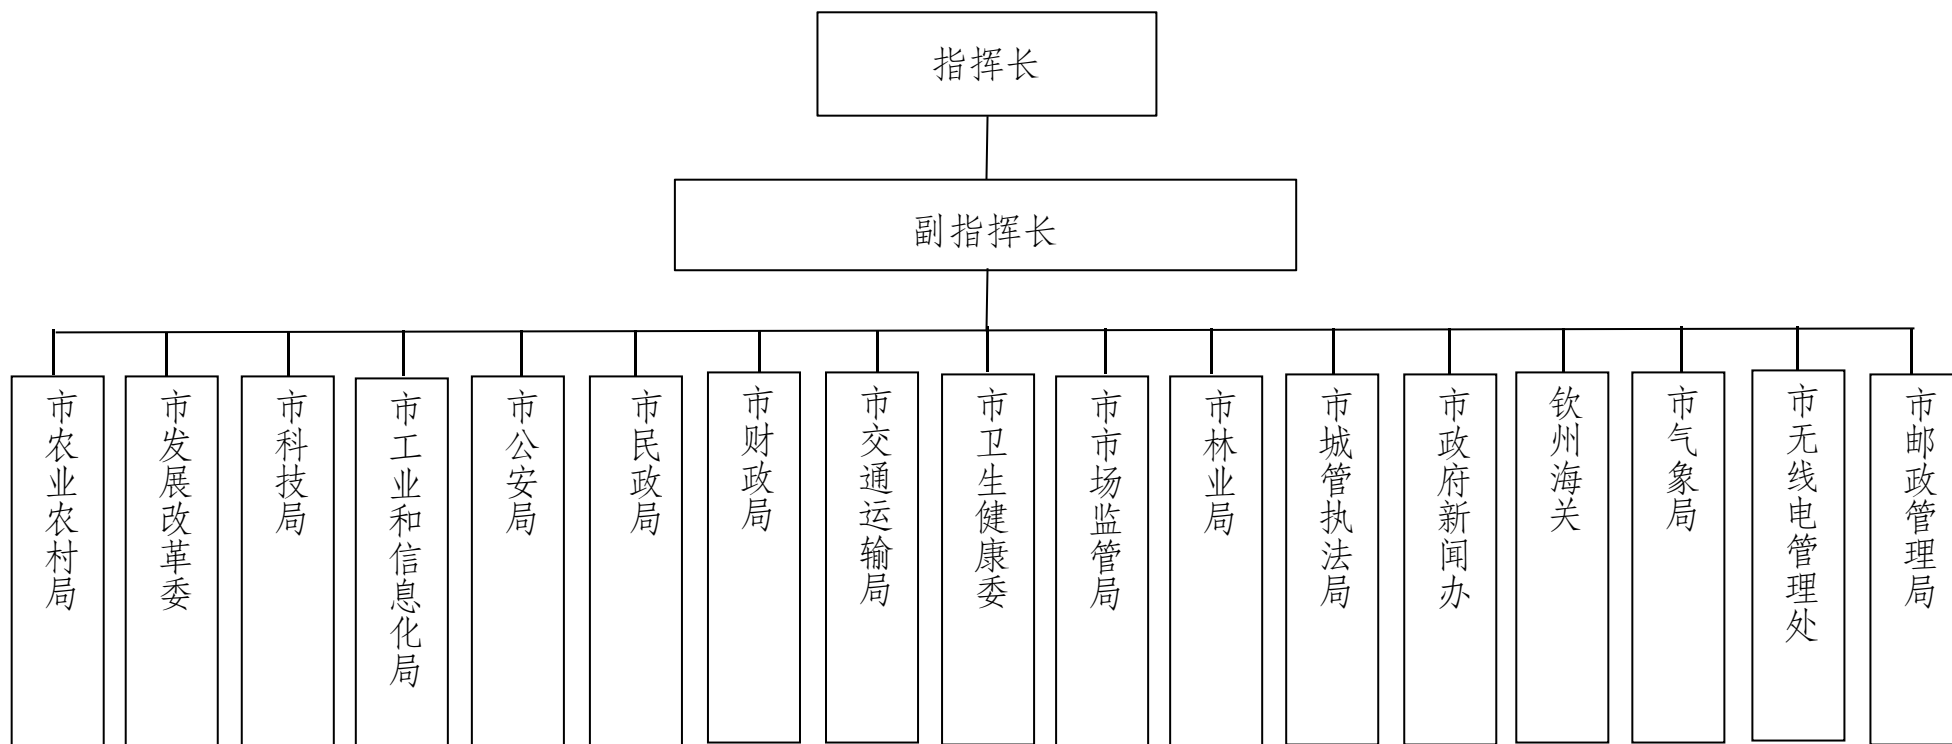 指挥长
副指挥长
市农业农村局
市发展改革委
市科技局
市工业和信息化局
市公安局
市民政局
市财政局
市交通运输局
市卫生健康委
市市场监管局
市林业局
市城管执法局
市政府新闻办
钦州海关
市气象局
市无线电管理处
市邮政管理局